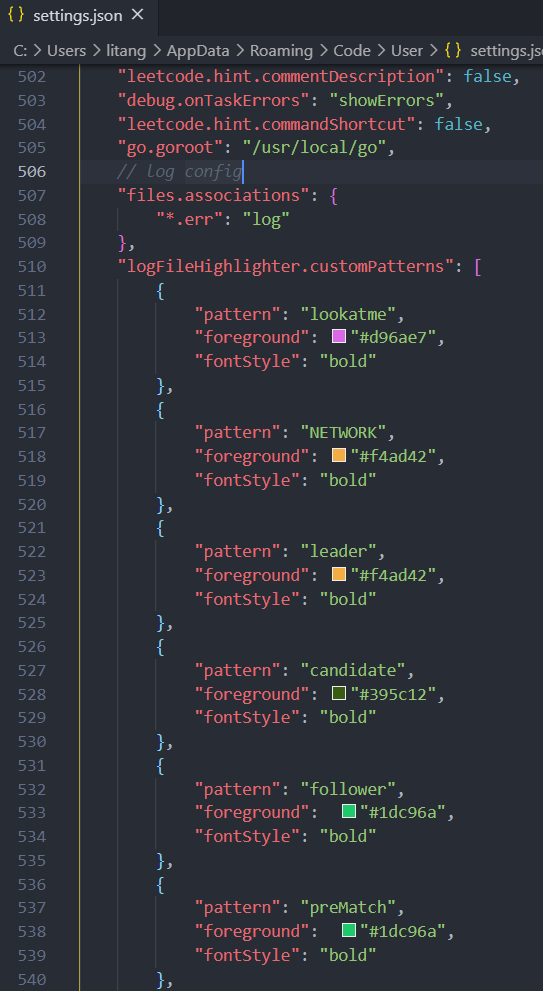 {} settings.json ×
C: > Users > litang > AppData > Roaming > Code > User > {} settings.jso
502 "leetcode.hint.commentDescription": false,
503 "debug.onTaskErrors": "showErrors",
504 "leetcode.hint.commandShortcut": false,
505 "go.goroot": "/usr/local/go",
506 // log config
507 "files.associations": {
508 "*.err": "log"
509 },
510 "logFileHighlighter.customPatterns": [
511 {
512 "pattern": "lookatme",
513 "foreground": "#d96ae7",
514 "fontStyle": "bold"
515 },
516 {
517 "pattern": "NETWORK",
518 "foreground": "#f4ad42",
519 "fontStyle": "bold"
520 },
521 {
522 "pattern": "leader",
523 "foreground": "#f4ad42",
524 "fontStyle": "bold"
525 },
526 {
527 "pattern": "candidate",
528 "foreground": "#395c12",
529 "fontStyle": "bold"
530 },
531 {
532 "pattern": "follower",
533 "foreground": "#1dc96a",
534 "fontStyle": "bold"
535 },
536 {
537 "pattern": "preMatch",
538 "foreground": "#1dc96a",
539 "fontStyle": "bold"
540 },